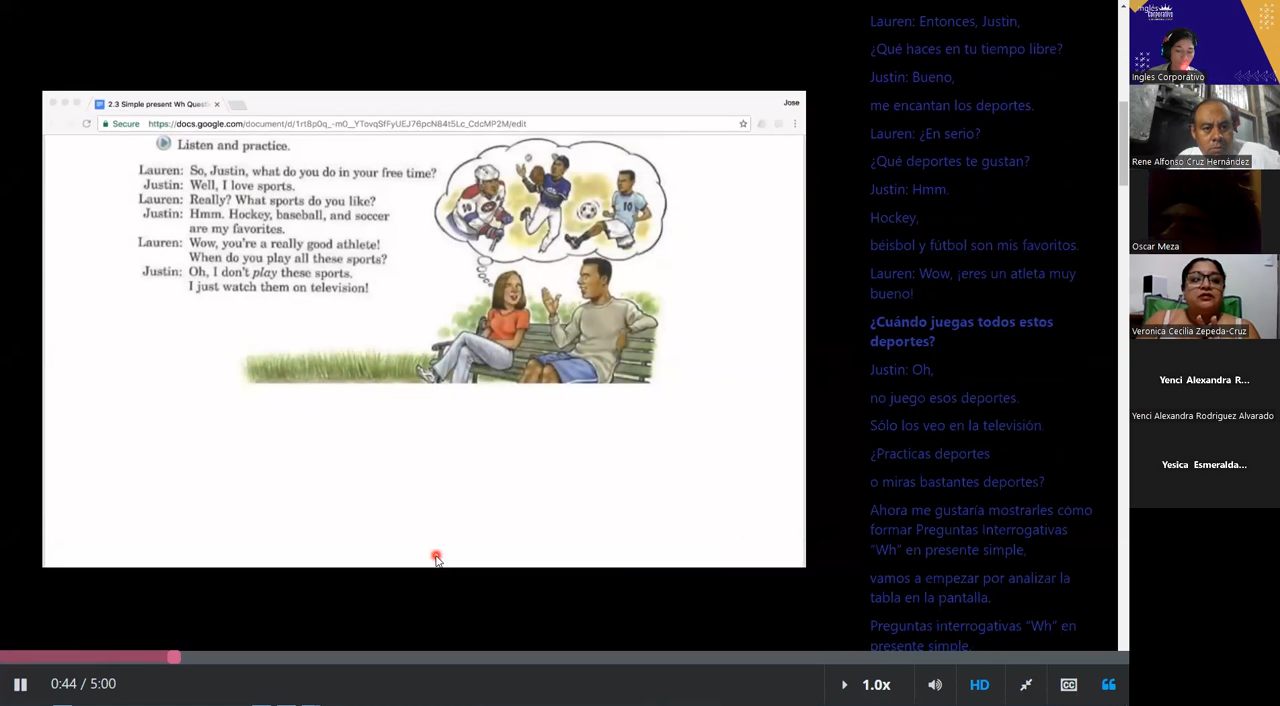 2.3 Simple present Wh Questi
Jose
Secure
https://docs.google.com/document/d/1rt8p0q_-m0__YTovqSfFyUEJ76pcN84t5Lc_CdcMP2M/edit
Listen and practice.
Lauren: So, Justin, what do you do in your free time?
Justin: Well, I love sports.
Lauren: Really? What sports do you like?
Justin: Hmm. Hockey, baseball, and soccer
are my favorites.
Lauren: Wow, you're a really good athlete!
When do you play all these sports?
Justin: Oh, I don't play these sports.
I just watch them on television!
10
10
Lauren: Entonces, Justin,
¿Qué haces en tu tiempo libre?
Justin: Bueno,
me encantan los deportes.
Lauren: ¿En serio?
¿Qué deportes te gustan?
Justin: Hmm.
Hockey,
béisbol y fútbol son mis favoritos.
Lauren: Wow, ¡eres un atleta muy
bueno!
¿Cuándo juegas todos estos
deportes?
Justin: Oh,
no juego esos deportes.
Sólo los veo en la televisión.
¿Practicas deportes
o miras bastantes deportes?
Ahora me gustaría mostrarles cómo
formar Preguntas Interrogativas
“Wh” en presente simple,
vamos a empezar por analizar la
tabla en la pantalla.
Preguntas interrogativas “Wh” en
presente simple.
Inglés
Corporativo
Ingles Corporativo
Rene Alfonso Cruz Hernández
Oscar Meza
Veronica Cecilia Zepeda-Cruz
Yenci Alexandra R...
Yenci Alexandra Rodriguez Alvarado
Yesica Esmeralda...
0:44 / 5:00
1.0x
HD
CC